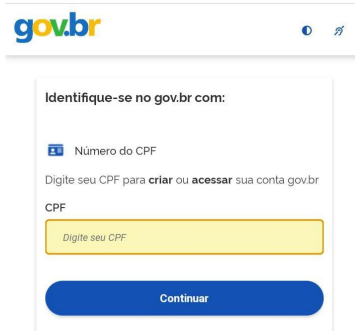 gov.br
Identifique-se no gov.br com:
Número do CPF
Digite seu CPF para criar ou acessar sua conta gov.br
CPF
Digite seu CPF
Continuar